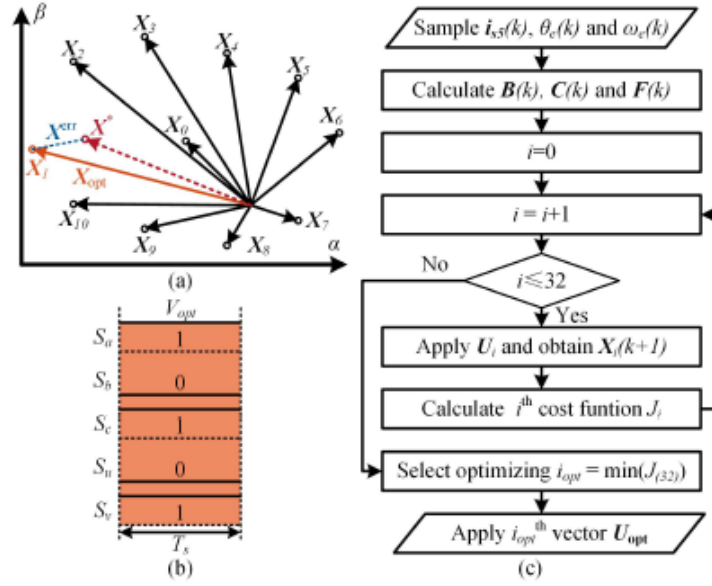 β
X3
X2
X4
X5
X0
X6
Xerr
X*
X1
Xopt
X10
X7
X9
X8
α
(a)
Vopt
Sa 1
Sb 0
Sc 1
Su 0
Sv 1
Ts
(b)
Sample is5(k), θe(k) and ωe(k)
Calculate B(k), C(k) and F(k)
i=0
i = i+1
No
i≤32
Yes
Apply Ui and obtain Xi(k+1)
Calculate ith cost funtion Ji
Select optimizing iopt = min(J(32))
Apply iopt th vector Uopt
(c)